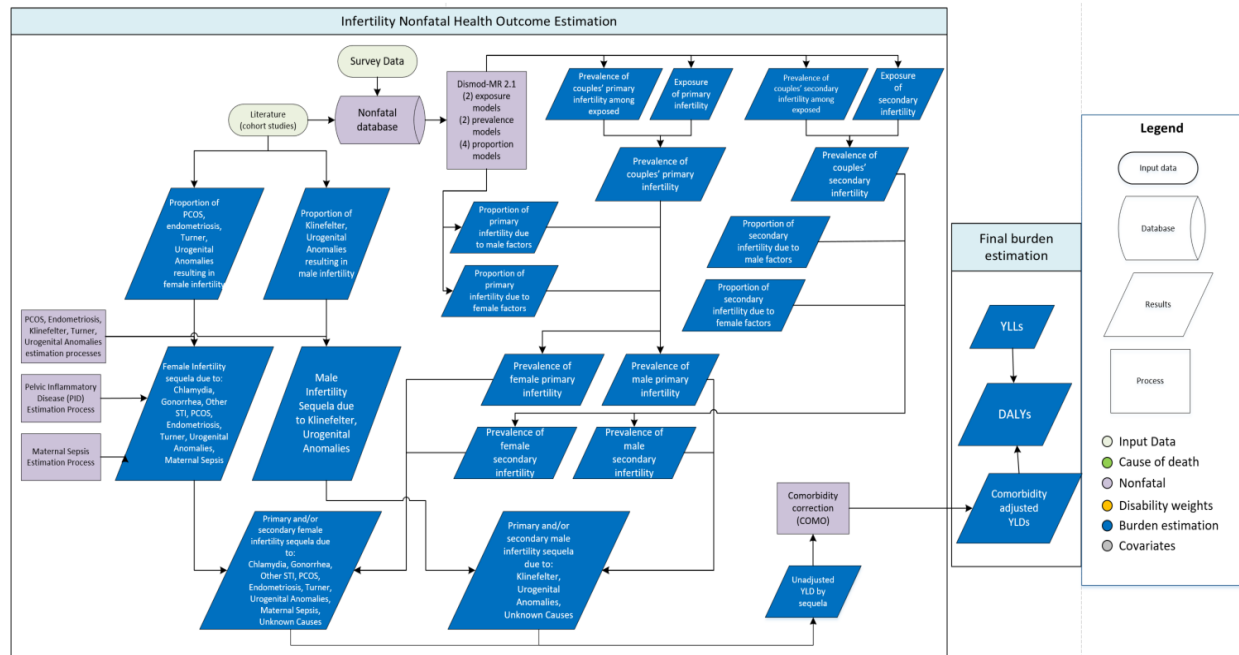 Infertility Nonfatal Health Outcome Estimation
Survey Data
Literature
(cohort studies)
Nonfatal
database
Dismod-MR 2.1
(2) exposure
models
(2) prevalence
models
(4) proportion
models
Prevalence of
couples' primary
infertility among
exposed
Exposure
of primary
infertility
Prevalence of
couples' secondary
infertility among
exposed
Exposure
of
secondary
infertility
Prevalence of
couples' primary
infertility
Prevalence of
couples'
secondary
infertility
Proportion of
PCOS,
endometriosis,
Turner,
Urogenital
Anomalies
resulting in
female infertility
Proportion of
Klinefelter,
Urogenital
Anomalies
resulting in
male infertility
Proportion of
primary
infertility due
to male factors
Proportion of
primary
infertility due to
female factors
Proportion of
secondary
infertility due to
male factors
Proportion of
secondary
infertility due to
female factors
PCOS, Endometriosis,
Klinefelter, Turner,
Urogenital Anomalies
estimation processes
Pelvic Inflammatory
Disease (PID)
Estimation Process
Maternal Sepsis
Estimation Process
Female Infertility
sequela due to:
Chlamydia,
Gonorrhea, Other
STI, PCOS,
Endometriosis,
Turner, Urogenital
Anomalies,
Maternal Sepsis
Male
Infertility
Sequela due
to Klinefelter,
Urogenital
Anomalies
Prevalence of
female primary
infertility
Prevalence of
male primary
infertility
Prevalence of
female
secondary
infertility
Prevalence of
male
secondary
infertility
Primary and/or
secondary female
infertility sequela due
to:
Chlamydia, Gonorrhea,
Other STI, PCOS,
Endometriosis, Turner,
Urogenital Anomalies,
Maternal Sepsis,
Unknown Causes
Primary and/or
secondary male
infertility sequela
due to:
Klinefelter,
Urogenital
Anomalies,
Unknown Causes
Comorbidity
correction
(COMO)
Unadjusted
YLD by
sequela
Final burden
estimation
YLLs
DALYs
Comorbidity
adjusted
YLDs
Legend
Input data
Database
Results
Process
Input Data
Cause of death
Nonfatal
Disability weights
Burden estimation
Covariates